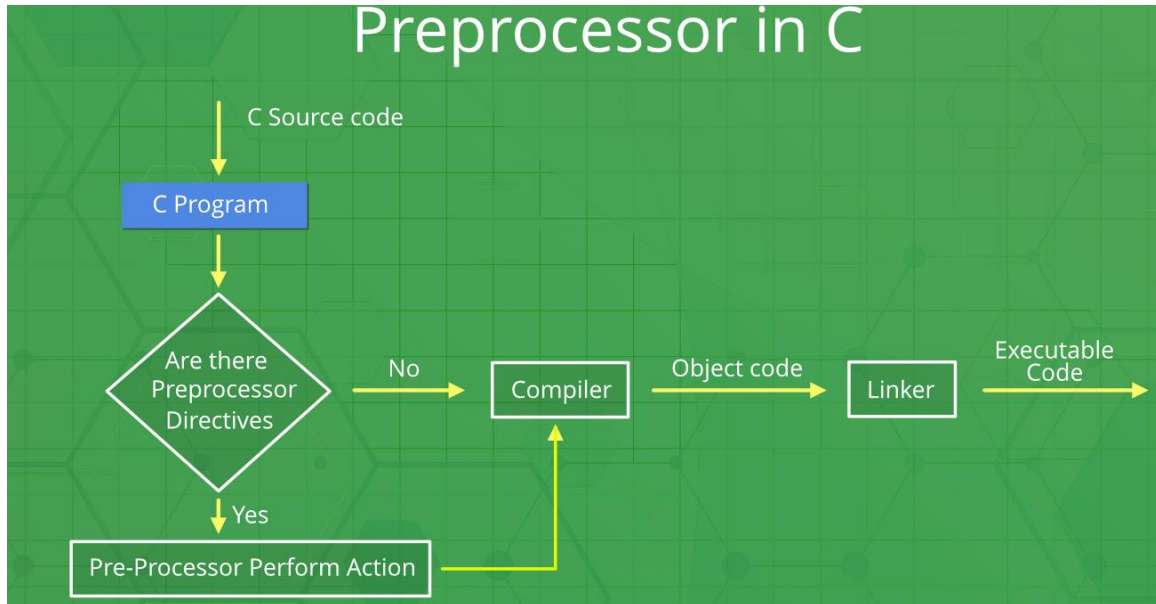 Preprocessor in C
C Source code
C Program
Are there
Preprocessor
Directives
No
Compiler
Object code
Linker
Executable
Code
Yes
Pre-Processor Perform Action